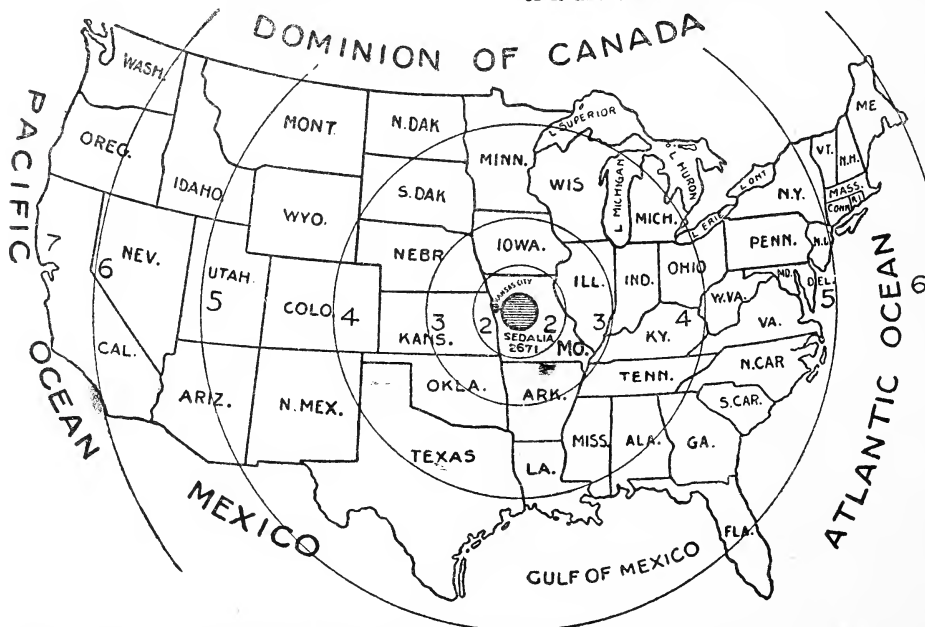 DOMINION OF CANADA
PACIFIC
OCEAN
WASH.
OREG.
IDAHO
MONT.
N.DAK
S.DAK
MINN.
WIS
L. SUPERIOR
L MICHIGAN
L HURON
MICH.
L ERIE
L.ONT
N.Y.
VT.
N.H.
ME
MASS.
CONN.
R.I.
PENN.
N.J.
MD.
DEL.
WYO.
NEBR
IOWA.
ILL.
IND.
OHIO
W.VA.
VA.
NEV.
UTAH.
COLO.
KANS.
KANSAS CITY
SEDALIA
2671
MO.
KY.
CAL.
ARIZ.
N.MEX.
OKLA.
ARK.
TENN.
N.CAR
S.CAR.
TEXAS
LA.
MISS.
ALA.
GA.
FLA.
7 6 5 4 3 2 2 3 4 5 6
MEXICO
GULF OF MEXICO
ATLANTIC OCEAN